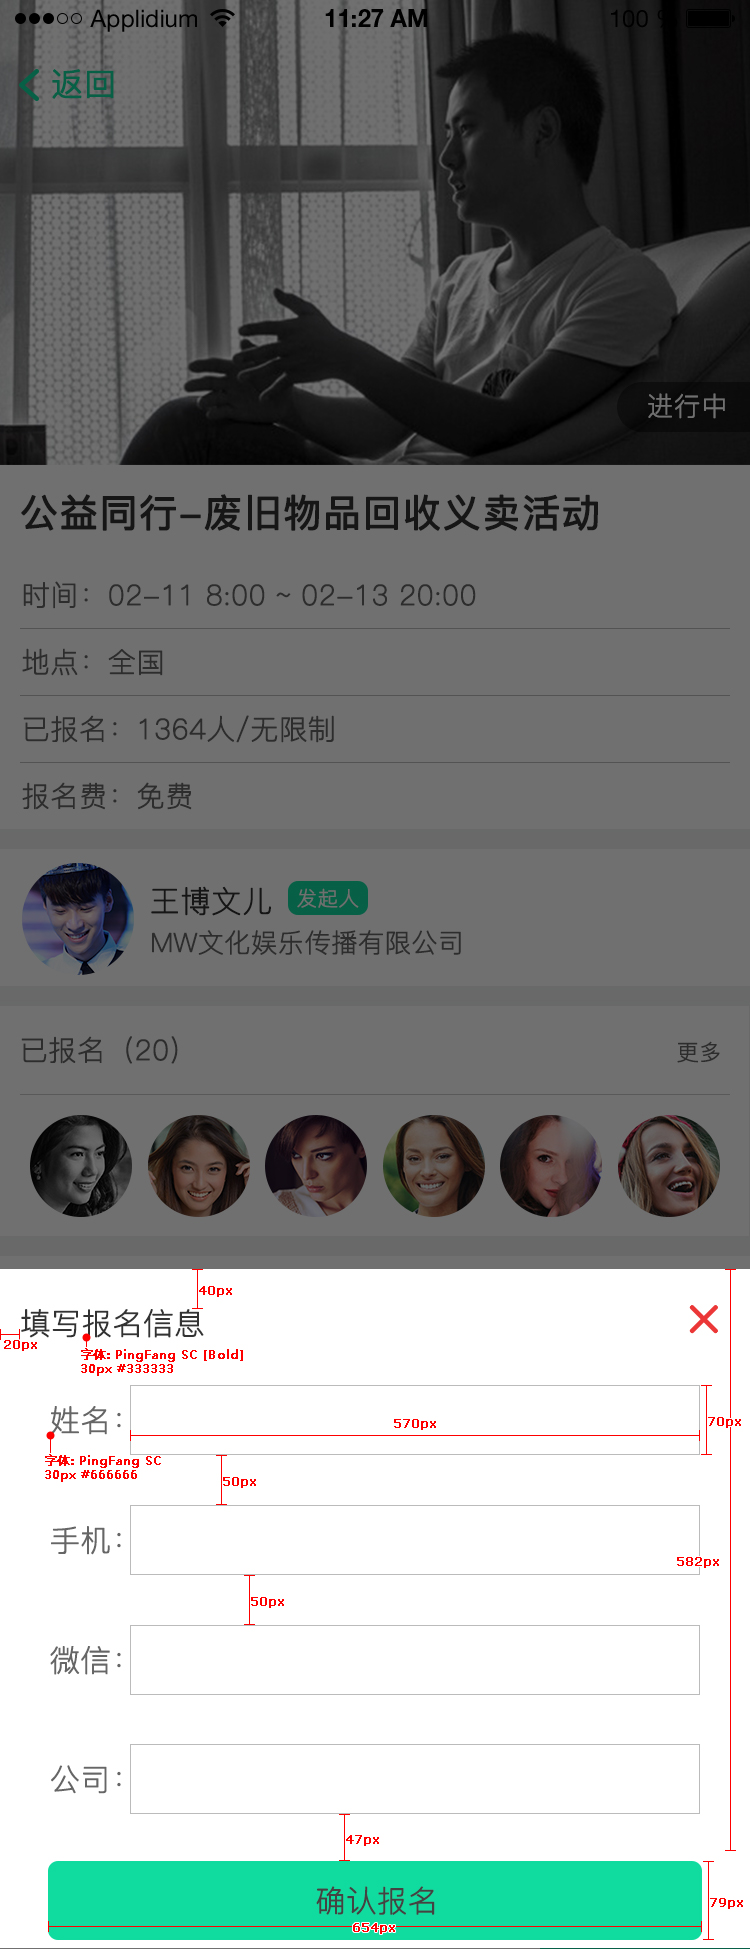 Applidium 11:27 AM 100 %
返回
进行中
公益同行-废旧物品回收义卖活动
时间：02-11 8:00 ~ 02-13 20:00
地点：全国
已报名：1364人/无限制
报名费：免费
王博文儿 发起人
MW文化娱乐传播有限公司
已报名（20） 更多
40px
填写报名信息
20px
字体: PingFang SC [Bold]
30px #333333
姓名：
570px
70px
字体: PingFang SC
30px #666666
50px
手机：
582px
50px
微信：
公司：
47px
确认报名
79px
654px